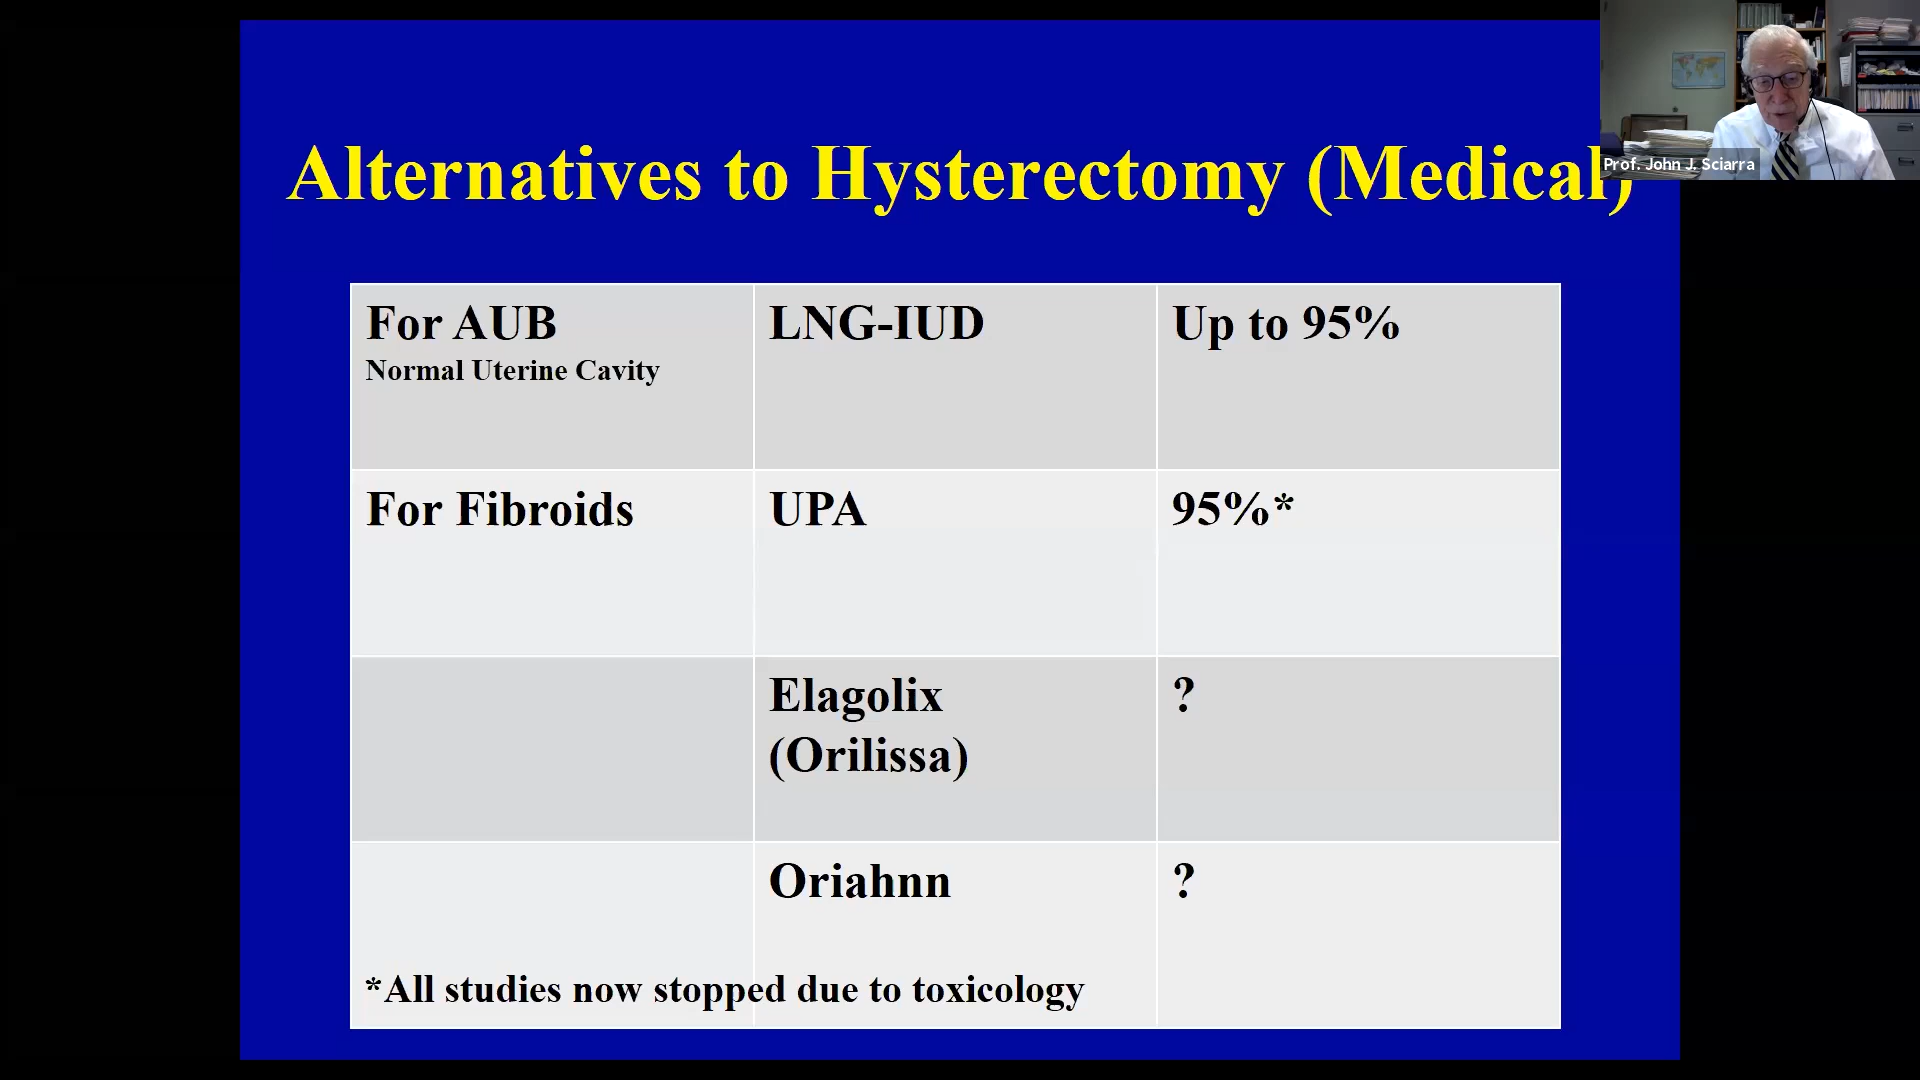 Alternatives to Hysterectomy (Medical)
Prof. John J. Sciarra
For AUB
Normal Uterine Cavity
LNG-IUD
Up to 95%
For Fibroids
UPA
95%*
Elagolix
(Orilissa)
?
Oriahnn
?
*All studies now stopped due to toxicology